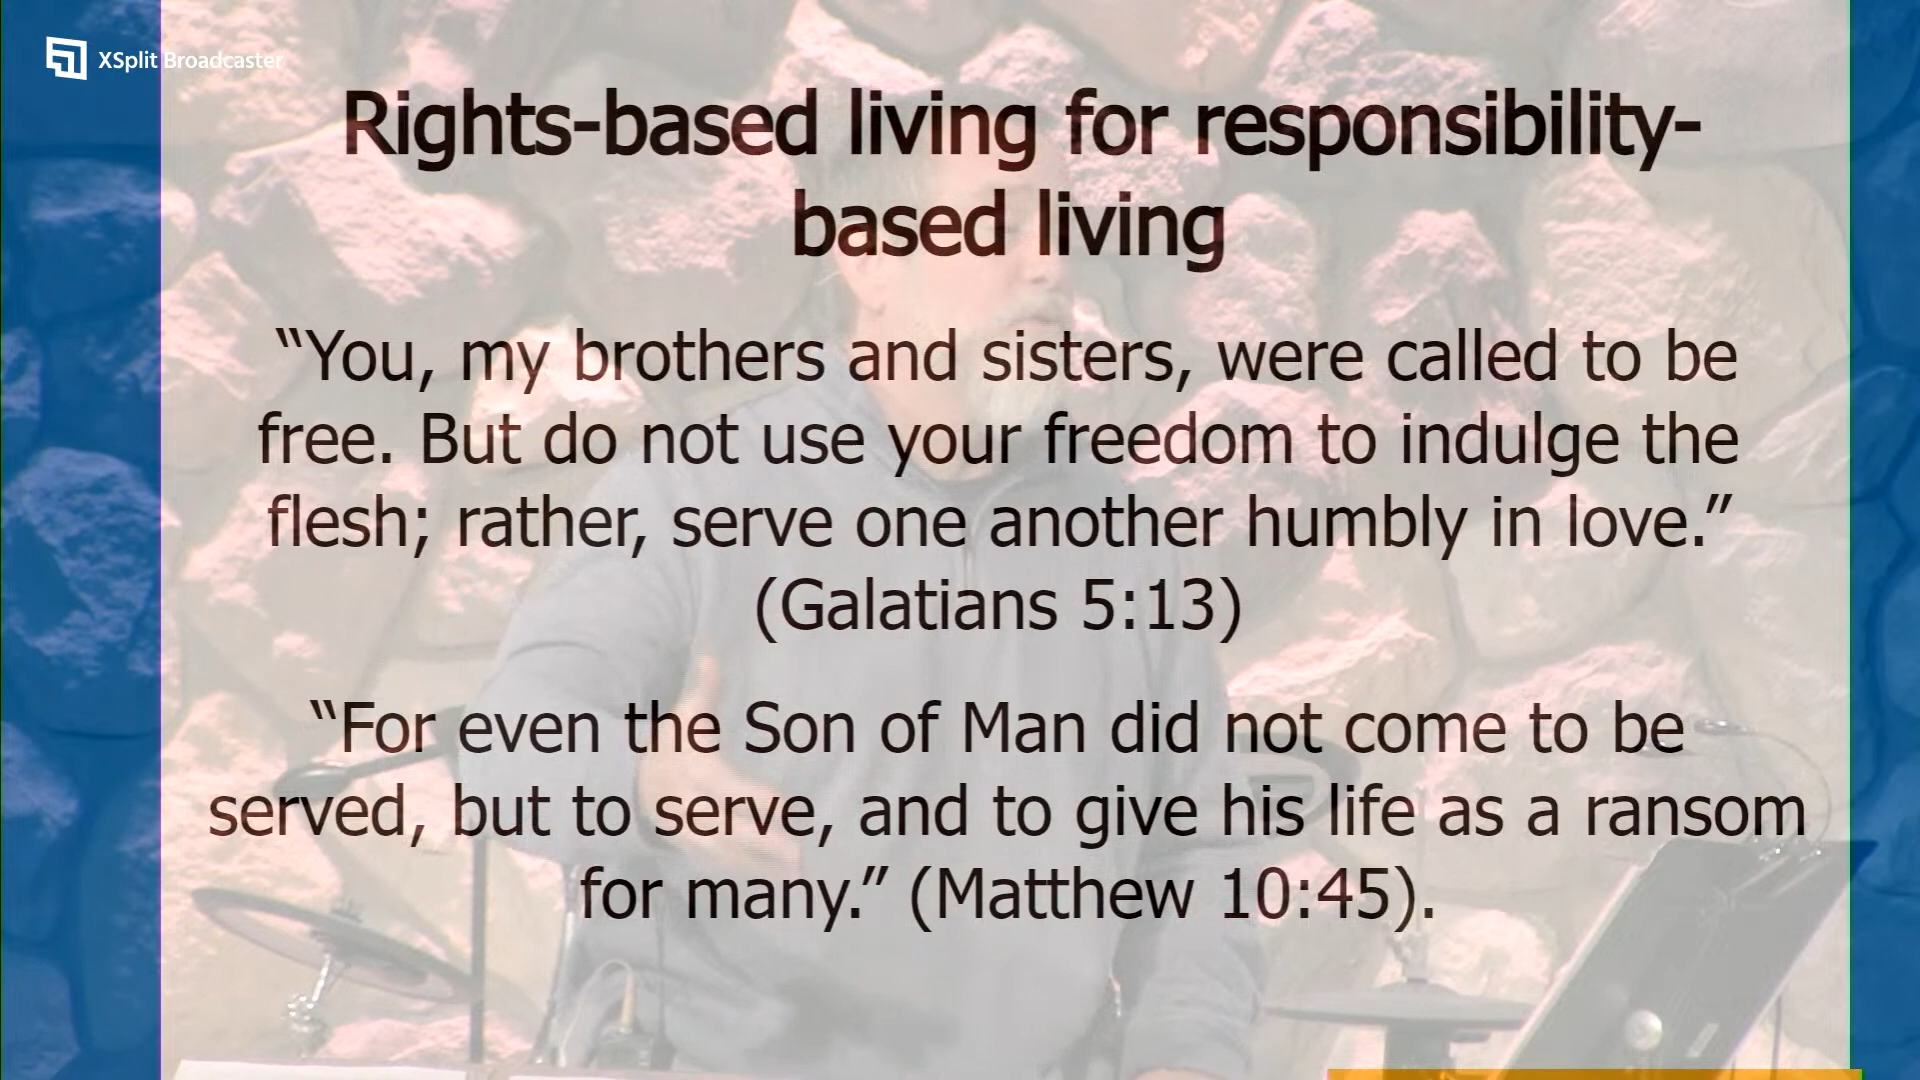 XSplit Broadcaster
Rights-based living for responsibility-
based living
“You, my brothers and sisters, were called to be
free. But do not use your freedom to indulge the
flesh; rather, serve one another humbly in love.”
(Galatians 5:13)
“For even the Son of Man did not come to be
served, but to serve, and to give his life as a ransom
for many.” (Matthew 10:45).